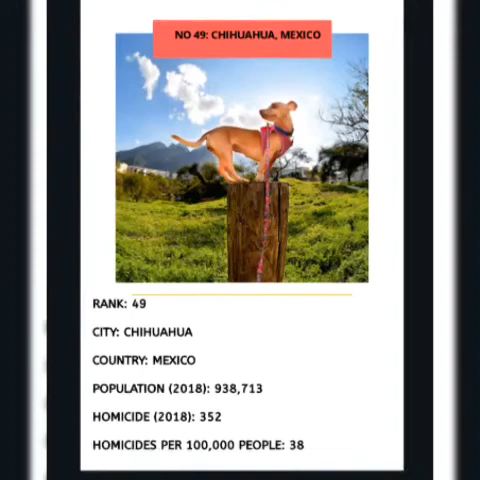 NO 49: CHIHUAHUA, MEXICO
RANK: 49
CITY: CHIHUAHUA
COUNTRY: MEXICO
POPULATION (2018): 938,713
HOMICIDE (2018): 352
HOMICIDES PER 100,000 PEOPLE: 38